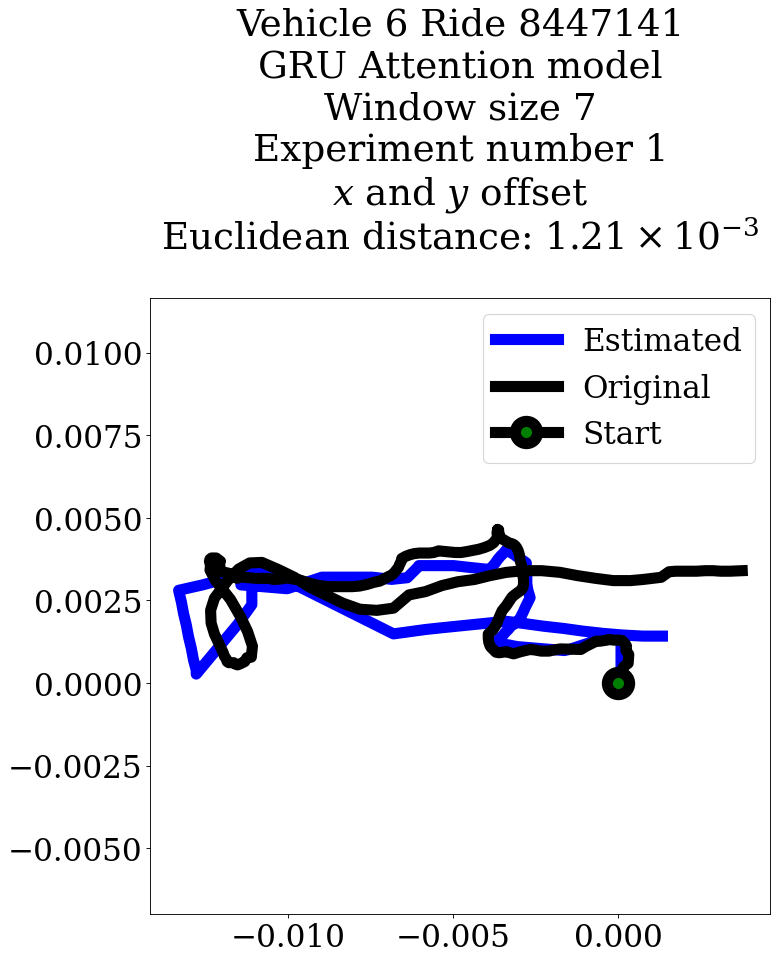 Vehicle 6 Ride 8447141
GRU Attention model
Window size 7
Experiment number 1
x and y offset
Euclidean distance: 1.21 × 10⁻³
Estimated
Original
Start
0.0100
0.0075
0.0050
0.0025
0.0000
−0.0025
−0.0050
−0.010 −0.005 0.000